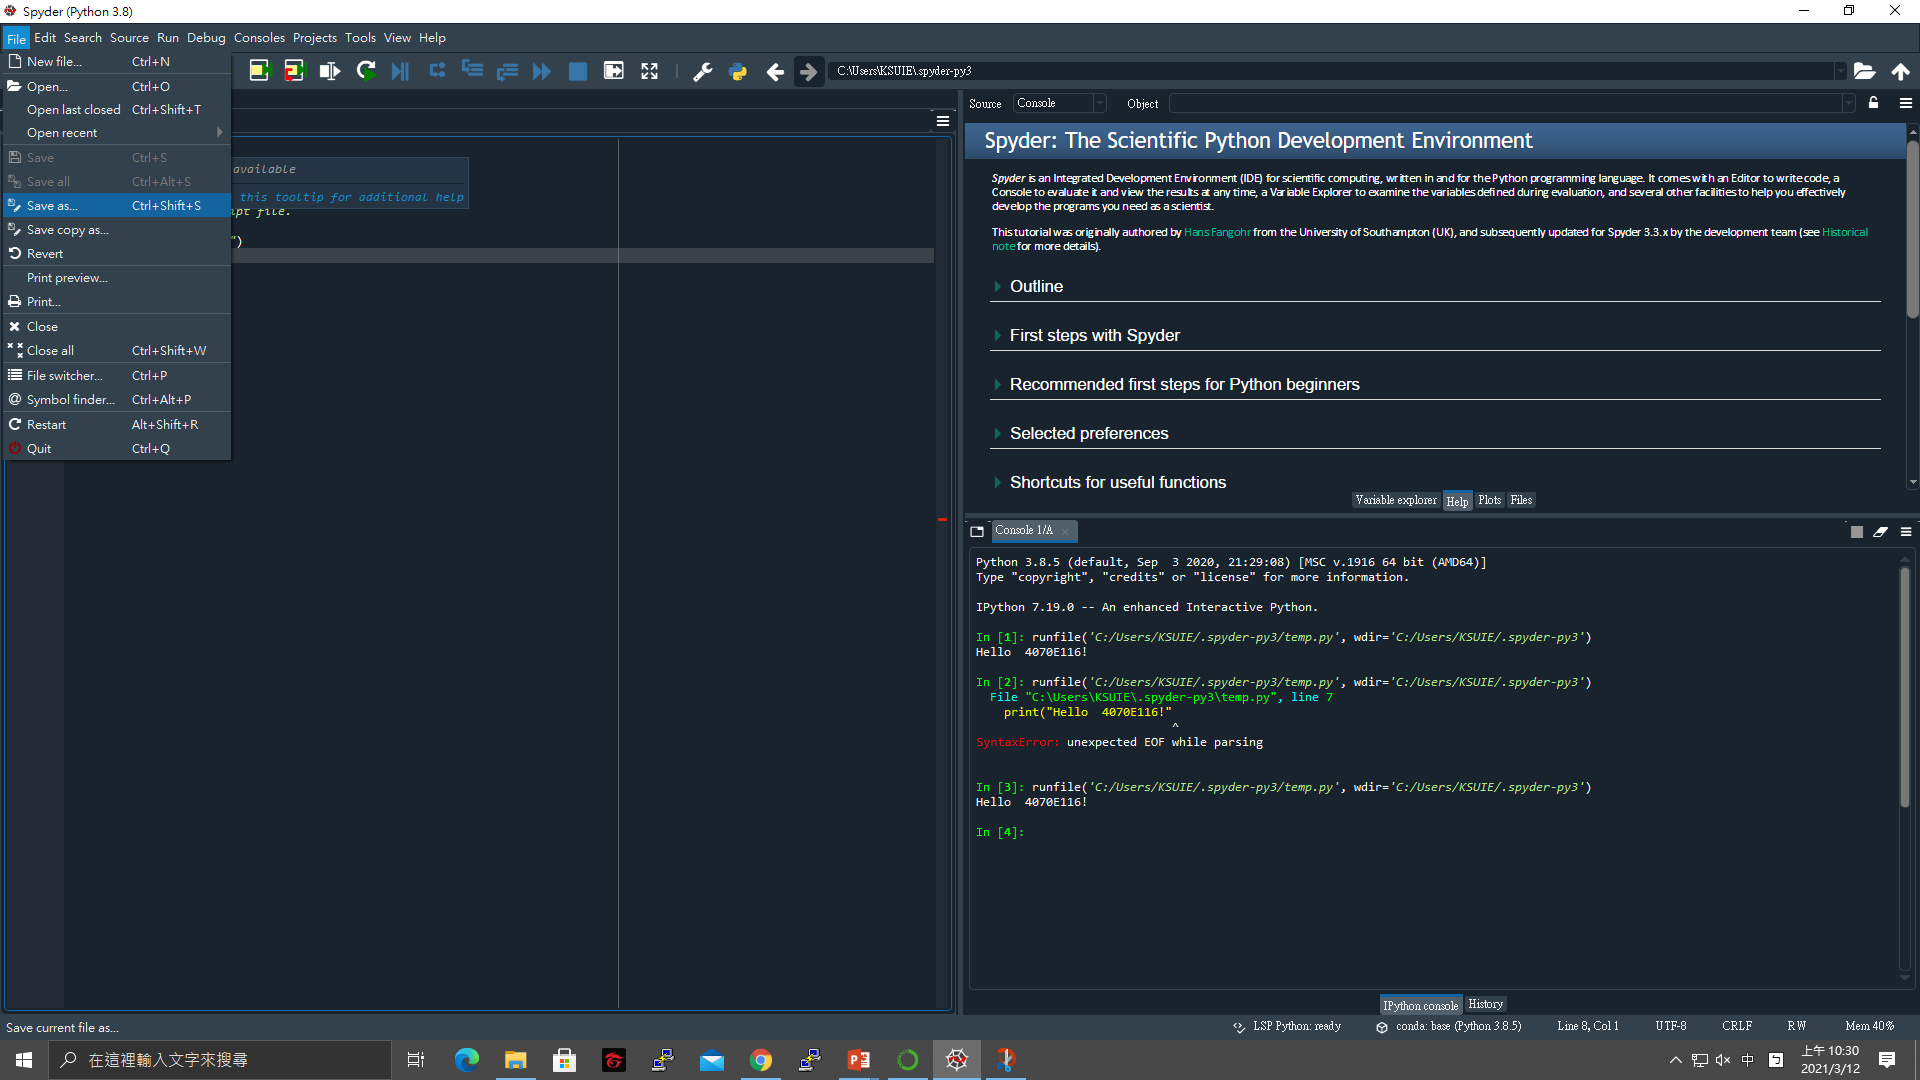 Spyder (Python 3.8)
File Edit Search Source Run Debug Consoles Projects Tools View Help
New file... Ctrl+N
Open... Ctrl+O
Open last closed Ctrl+Shift+T
Open recent
Save Ctrl+S
Save all Ctrl+Alt+S
Save as... Ctrl+Shift+S
Save copy as...
Revert
Print preview...
Print...
Close
Close all Ctrl+Shift+W
File switcher... Ctrl+P
Symbol finder... Ctrl+Alt+P
Restart Alt+Shift+R
Quit Ctrl+Q
C:\Users\KSUIE\.spyder-py3
available
this tooltip for additional help
ipt file.
")
Source Console Object
Spyder: The Scientific Python Development Environment
Spyder is an Integrated Development Environment (IDE) for scientific computing, written in and for the Python programming language. It comes with an Editor to write code, a
Console to evaluate it and view the results at any time, a Variable Explorer to examine the variables defined during evaluation, and several other facilities to help you effectively
develop the programs you need as a scientist.
This tutorial was originally authored by Hans Fangohr from the University of Southampton (UK), and subsequently updated for Spyder 3.3.x by the development team (see Historical
note for more details).
Outline
First steps with Spyder
Recommended first steps for Python beginners
Selected preferences
Shortcuts for useful functions
Variable explorer Help Plots Files
Console 1/A
Python 3.8.5 (default, Sep  3 2020, 21:29:08) [MSC v.1916 64 bit (AMD64)]
Type "copyright", "credits" or "license" for more information.
IPython 7.19.0 -- An enhanced Interactive Python.
In [1]: runfile('C:/Users/KSUIE/.spyder-py3/temp.py', wdir='C:/Users/KSUIE/.spyder-py3')
Hello  4070E116!
In [2]: runfile('C:/Users/KSUIE/.spyder-py3/temp.py', wdir='C:/Users/KSUIE/.spyder-py3')
File "C:\Users\KSUIE\.spyder-py3\temp.py", line 7
print("Hello  4070E116!"
^
SyntaxError: unexpected EOF while parsing
In [3]: runfile('C:/Users/KSUIE/.spyder-py3/temp.py', wdir='C:/Users/KSUIE/.spyder-py3')
Hello  4070E116!
In [4]:
IPython console History
Save current file as...
LSP Python: ready conda: base (Python 3.8.5) Line 8, Col 1 UTF-8 CRLF RW Mem 40%
在這裡輸入文字來搜尋
中
上午 10:30
2021/3/12